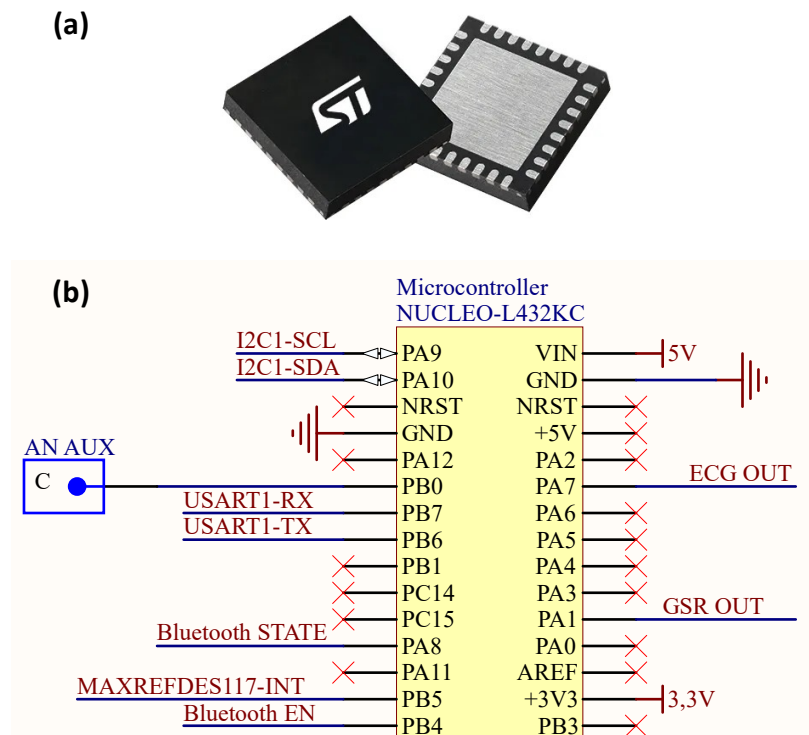 (a)
ST
(b)
Microcontroller
NUCLEO-L432KC
I2C1-SCL PA9 VIN 5V
I2C1-SDA PA10 GND
NRST NRST
GND +5V
AN AUX PA12 PA2
C PB0 PA7 ECG OUT
USART1-RX PB7 PA6
USART1-TX PB6 PA5
PB1 PA4
PC14 PA3
PC15 PA1 GSR OUT
Bluetooth STATE PA8 PA0
PA11 AREF
MAXREFDES117-INT PB5 +3V3 3,3V
Bluetooth EN PB4 PB3